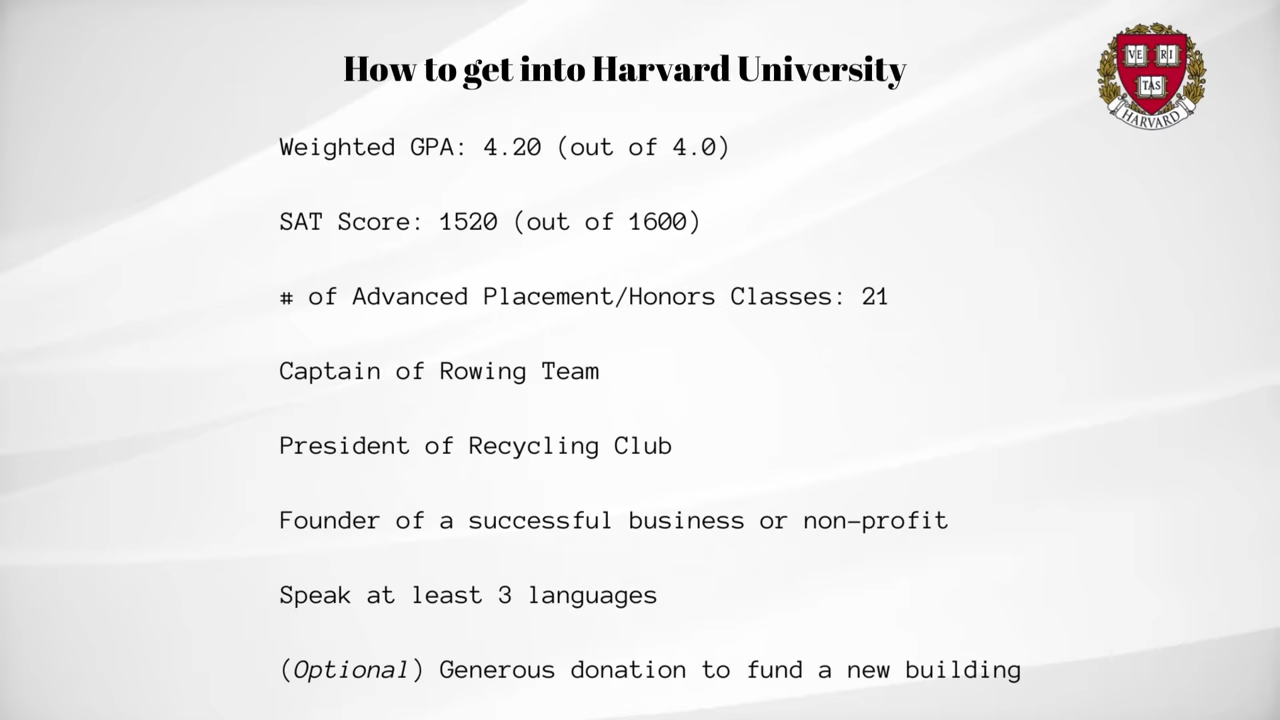 How to get into Harvard University
VE RI
TAS
HARVARD
Weighted GPA: 4.20 (out of 4.0)
SAT Score: 1520 (out of 1600)
# of Advanced Placement/Honors Classes: 21
Captain of Rowing Team
President of Recycling Club
Founder of a successful business or non-profit
Speak at least 3 languages
(Optional) Generous donation to fund a new building